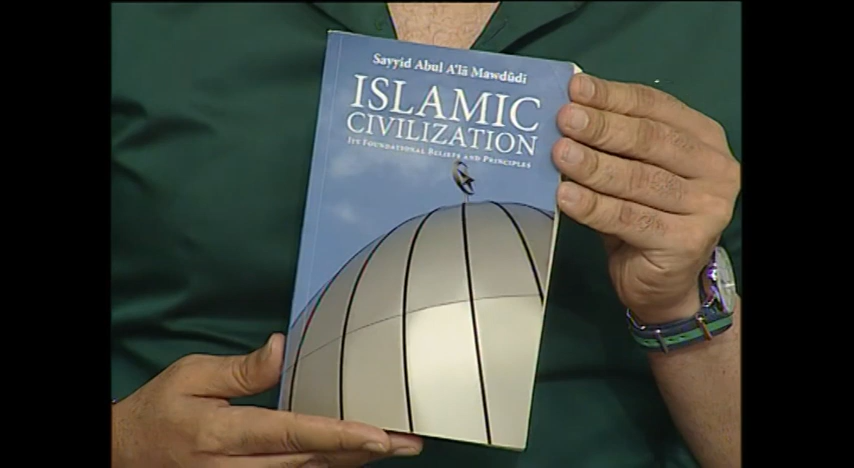 Sayyid Abul A'lā Mawdūdī
ISLAMIC
CIVILIZATION
ITS FOUNDATIONAL BELIEFS AND PRINCIPLES